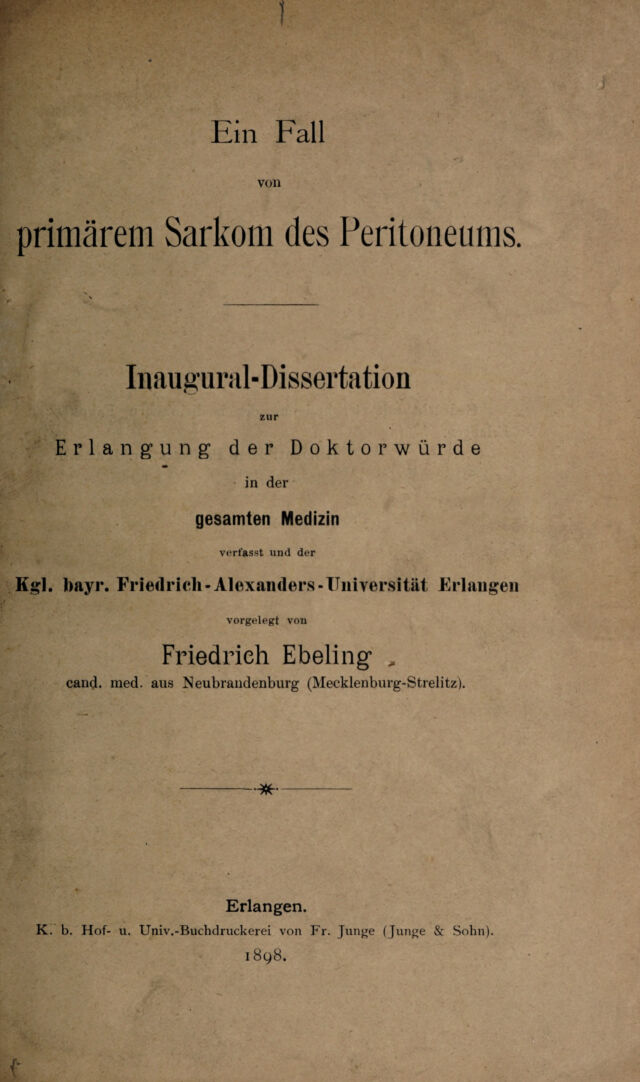 Ein Fall
von
primärem Sarkom des Peritoneums.
Inaugural-Dissertation
zur
Erlangung der Doktorwürde
in der
gesamten Medizin
verfasst und der
Kgl. bayr. Friedrich-Alexanders-Universität Erlangen
vorgelegt von
Friedrich Ebeling
cand. med. aus Neubrandenburg (Mecklenburg-Strelitz).
Erlangen.
K. b. Hof- u. Univ.-Buchdruckerei von Fr. Junge (Junge & Sohn).
1898.